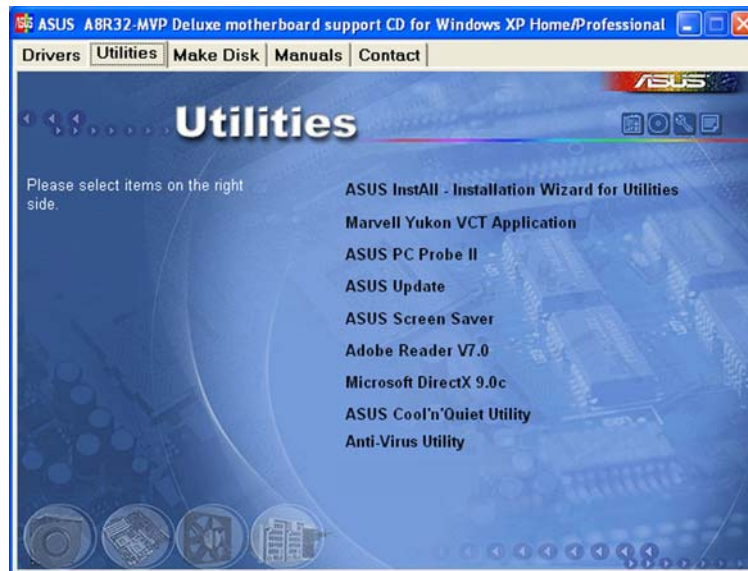 ASUS A8R32-MVP Deluxe motherboard support CD for Windows XP Home/Professional
Drivers Utilities Make Disk Manuals Contact
ASUS
Utilities
Please select items on the right
side.
ASUS InstAll - Installation Wizard for Utilities
Marvell Yukon VCT Application
ASUS PC Probe II
ASUS Update
ASUS Screen Saver
Adobe Reader V7.0
Microsoft DirectX 9.0c
ASUS Cool'n'Quiet Utility
Anti-Virus Utility